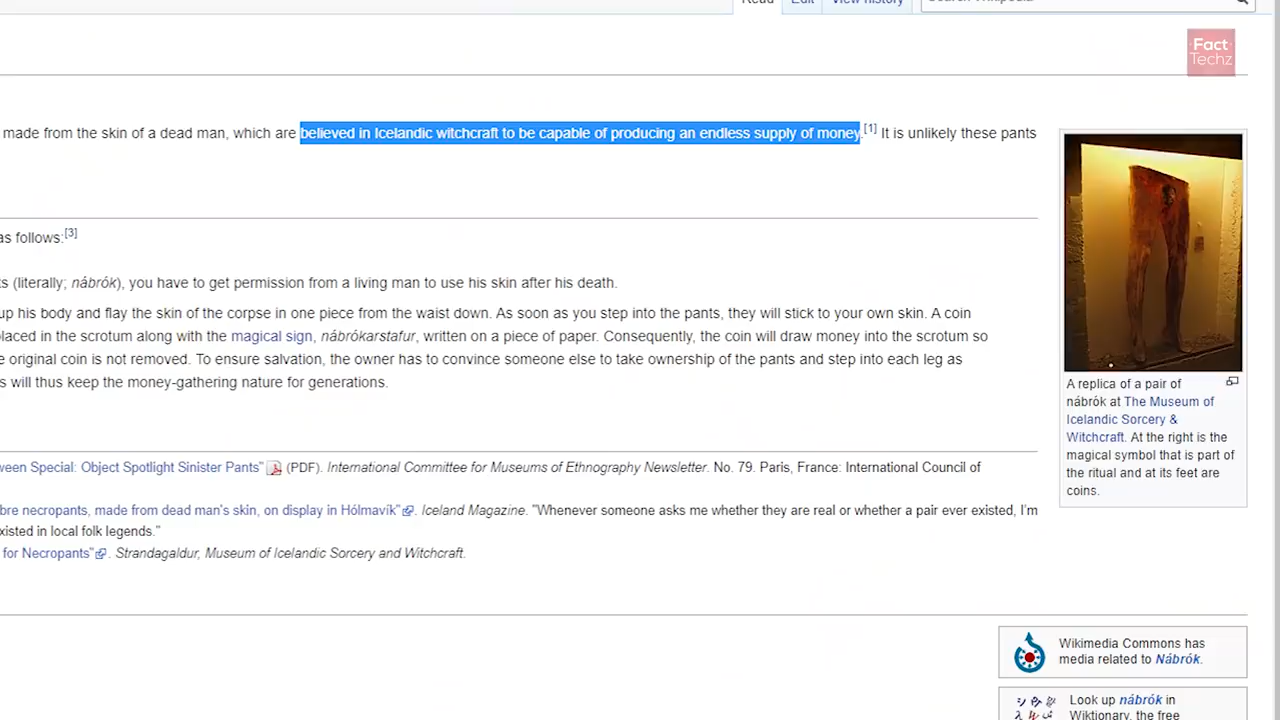 Read Edit View history Search Wikipedia
Fact
Techz
made from the skin of a dead man, which are believed in Icelandic witchcraft to be capable of producing an endless supply of money.[1] It is unlikely these pants
as follows:[3]
(literally; nábrók), you have to get permission from a living man to use his skin after his death.
up his body and flay the skin of the corpse in one piece from the waist down. As soon as you step into the pants, they will stick to your own skin. A coin
placed in the scrotum along with the magical sign, nábrókarstafur, written on a piece of paper. Consequently, the coin will draw money into the scrotum so
original coin is not removed. To ensure salvation, the owner has to convince someone else to take ownership of the pants and step into each leg as
will thus keep the money-gathering nature for generations.
A replica of a pair of
nábrók at The Museum of
Icelandic Sorcery &
Witchcraft. At the right is the
magical symbol that is part of
the ritual and at its feet are
coins.
ween Special: Object Spotlight Sinister Pants" (PDF). International Committee for Museums of Ethnography Newsletter. No. 79. Paris, France: International Council of
bre necropants, made from dead man's skin, on display in Hólmavík". Iceland Magazine. "Whenever someone asks me whether they are real or whether a pair ever existed, I'm
existed in local folk legends."
for Necropants". Strandagaldur, Museum of Icelandic Sorcery and Witchcraft.
Wikimedia Commons has
media related to Nábrók.
Look up nábrók in
Wiktionary, the free